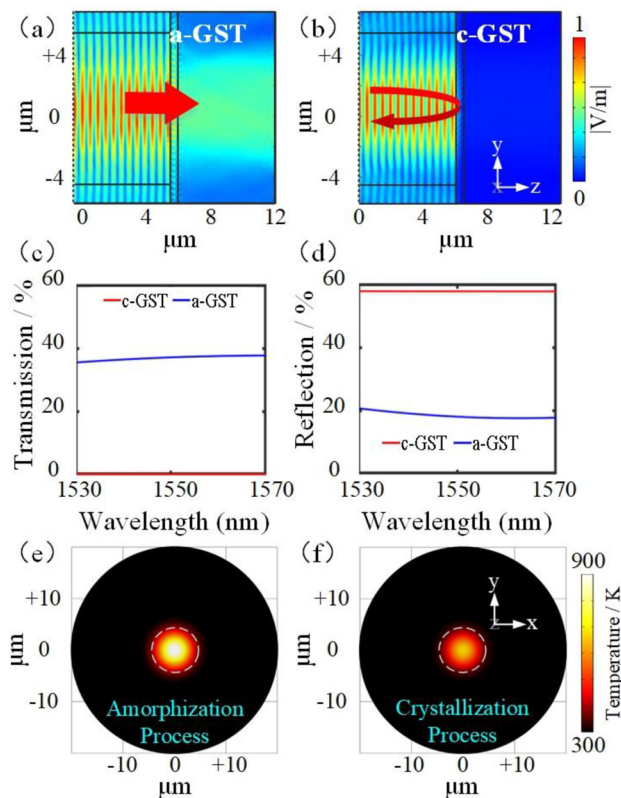 (a) a-GST
+4
0
-4
μm
0 4 8 12
μm
(b) c-GST
+4
0
-4
μm
0 4 8 12
μm
y
x z
1
0
|V/m|
(c)
Transmission / %
60
40
20
0
c-GST a-GST
1530 1550 1570
Wavelength (nm)
(d)
Reflection / %
60
40
20
0
c-GST a-GST
1530 1550 1570
Wavelength (nm)
(e)
+10
0
-10
μm
Amorphization
Process
-10 0 +10
μm
(f)
+10
0
-10
μm
y
z x
Crystallization
Process
-10 0 +10
μm
900
300
Temperature / K